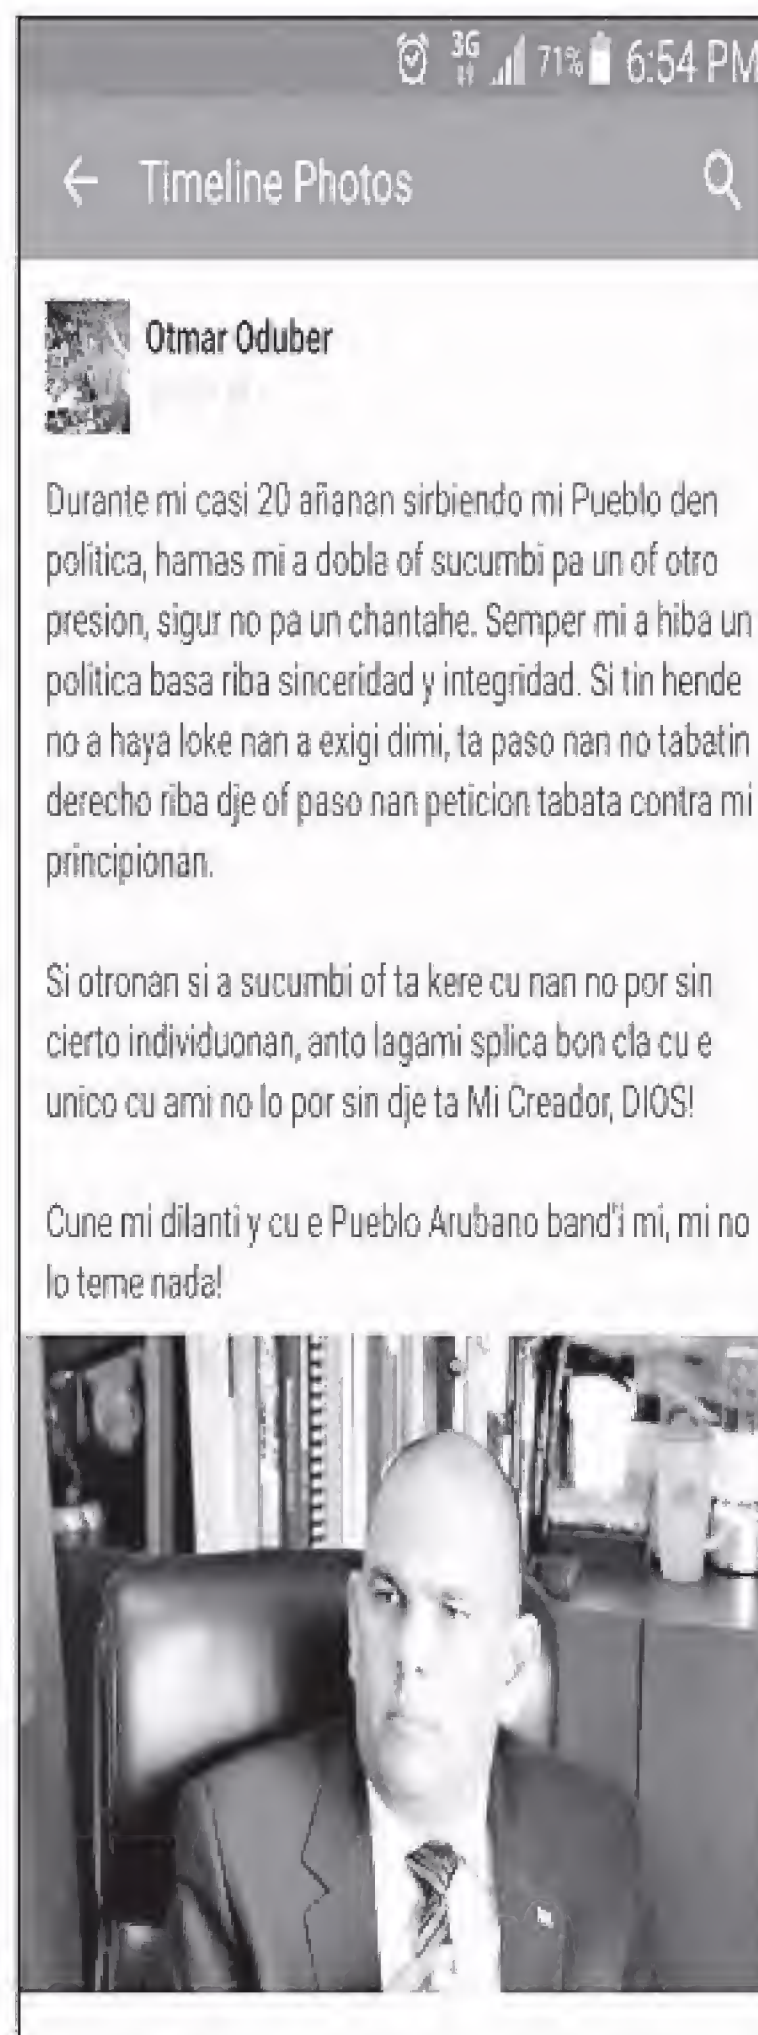 3G 71% 6:54 PM
Timeline Photos
Otmar Oduber
Durante mi casi 20 añanan sirbiendo mi Pueblo den
política, hamas mi a dobla of sucumbi pa un of otro
presion, sigur no pa un chantahe. Semper mi a hiba un
política basa riba sinceridad y integridad. Si tin hende
no a haya loke nan a exigi dimi, ta paso nan no tabatin
derecho riba dje of paso nan peticion tabata contra mi
principionan.
Si otronan si a sucumbi of ta kere cu nan no por sin
cierto individuonan, anto lagami splica bon cla cu e
unico cu ami no lo por sin dje ta Mi Creador, DIOS!
Cune mi dilanti y cu e Pueblo Arubano band'i mi, mi no
lo teme nada!